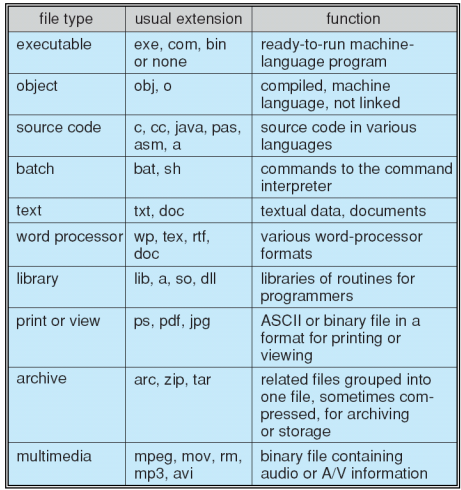 file type usual extension function
executable exe, com, bin ready-to-run machine-
or none language program
object obj, o compiled, machine
language, not linked
source code c, cc, java, pas, source code in various
asm, a languages
batch bat, sh commands to the command
interpreter
text txt, doc textual data, documents
word processor wp, tex, rtf, various word-processor
doc formats
library lib, a, so, dll libraries of routines for
programmers
print or view ps, pdf, jpg ASCII or binary file in a
format for printing or
viewing
archive arc, zip, tar related files grouped into
one file, sometimes com-
pressed, for archiving
or storage
multimedia mpeg, mov, rm, binary file containing
mp3, avi audio or A/V information